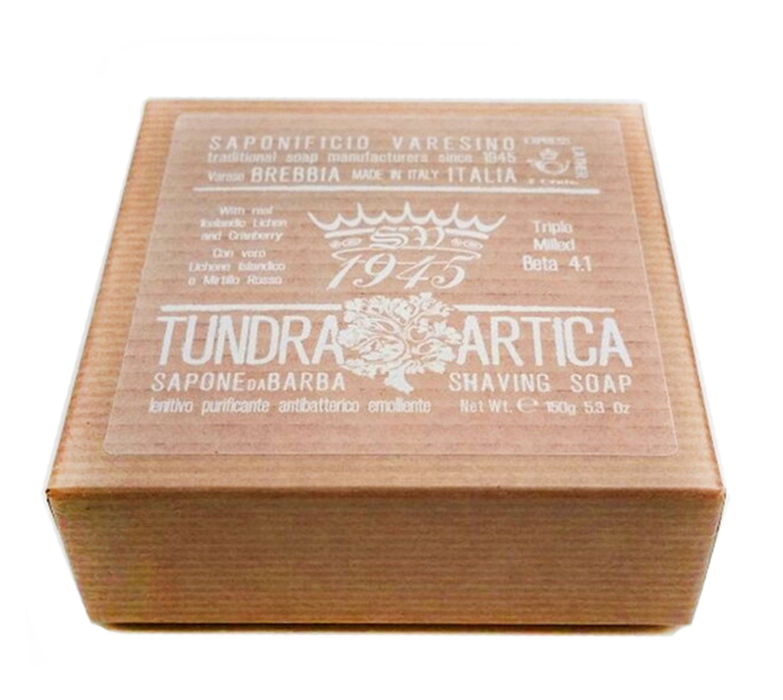 SAPONIFICIO VARESINO
traditional soap manufacturers since 1945
Varese BREBBIA MADE IN ITALY ITALIA
With real
Icelandic Lichen
and Cranberry
Con vero
Lichene Islandico
e Mirtillo Rosso
SV
1945
Triple
Milled
Beta 4.1
TUNDRA ARTICA
SAPONE DA BARBA SHAVING SOAP
lenitivo purificante antibatterico emolliente Net Wt. ℮ 150g 5.3 Oz